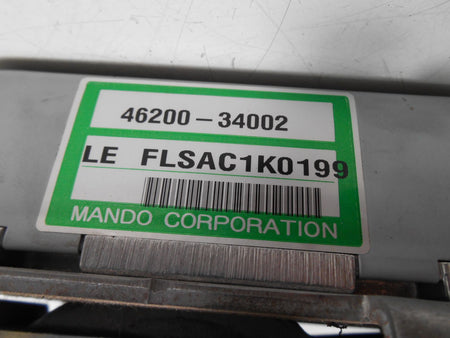 46200-34002
LE FLSAC1K0199
MANDO CORPORATION